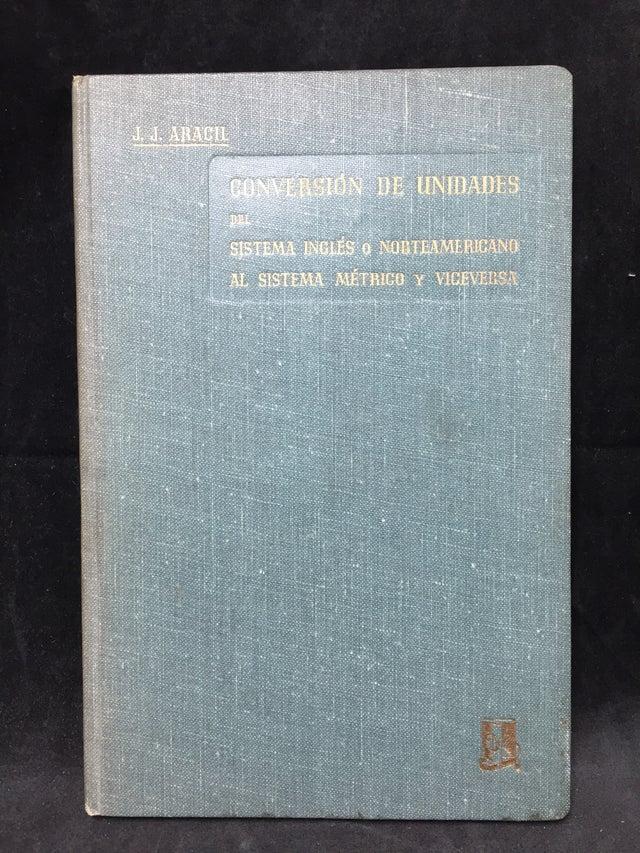 J. J. ARACIL
CONVERSIÓN DE UNIDADES
DEL
SISTEMA INGLÉS O NORTEAMERICANO
AL SISTEMA MÉTRICO Y VICEVERSA